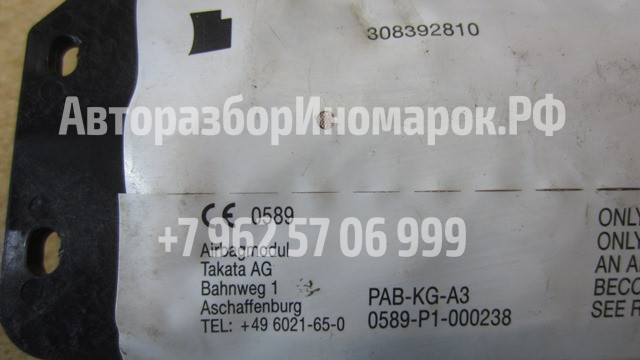 308392810
АвторазборИномарок.РФ
CE 0589
+7 962 57 06 999
Airbagmodul
Takata AG
Bahnweg 1
Aschaffenburg
TEL: +49 6021-65-0
PAB-KG-A3
0589-P1-000238
ONLY
ONLY
AN A
BECO
SEE R